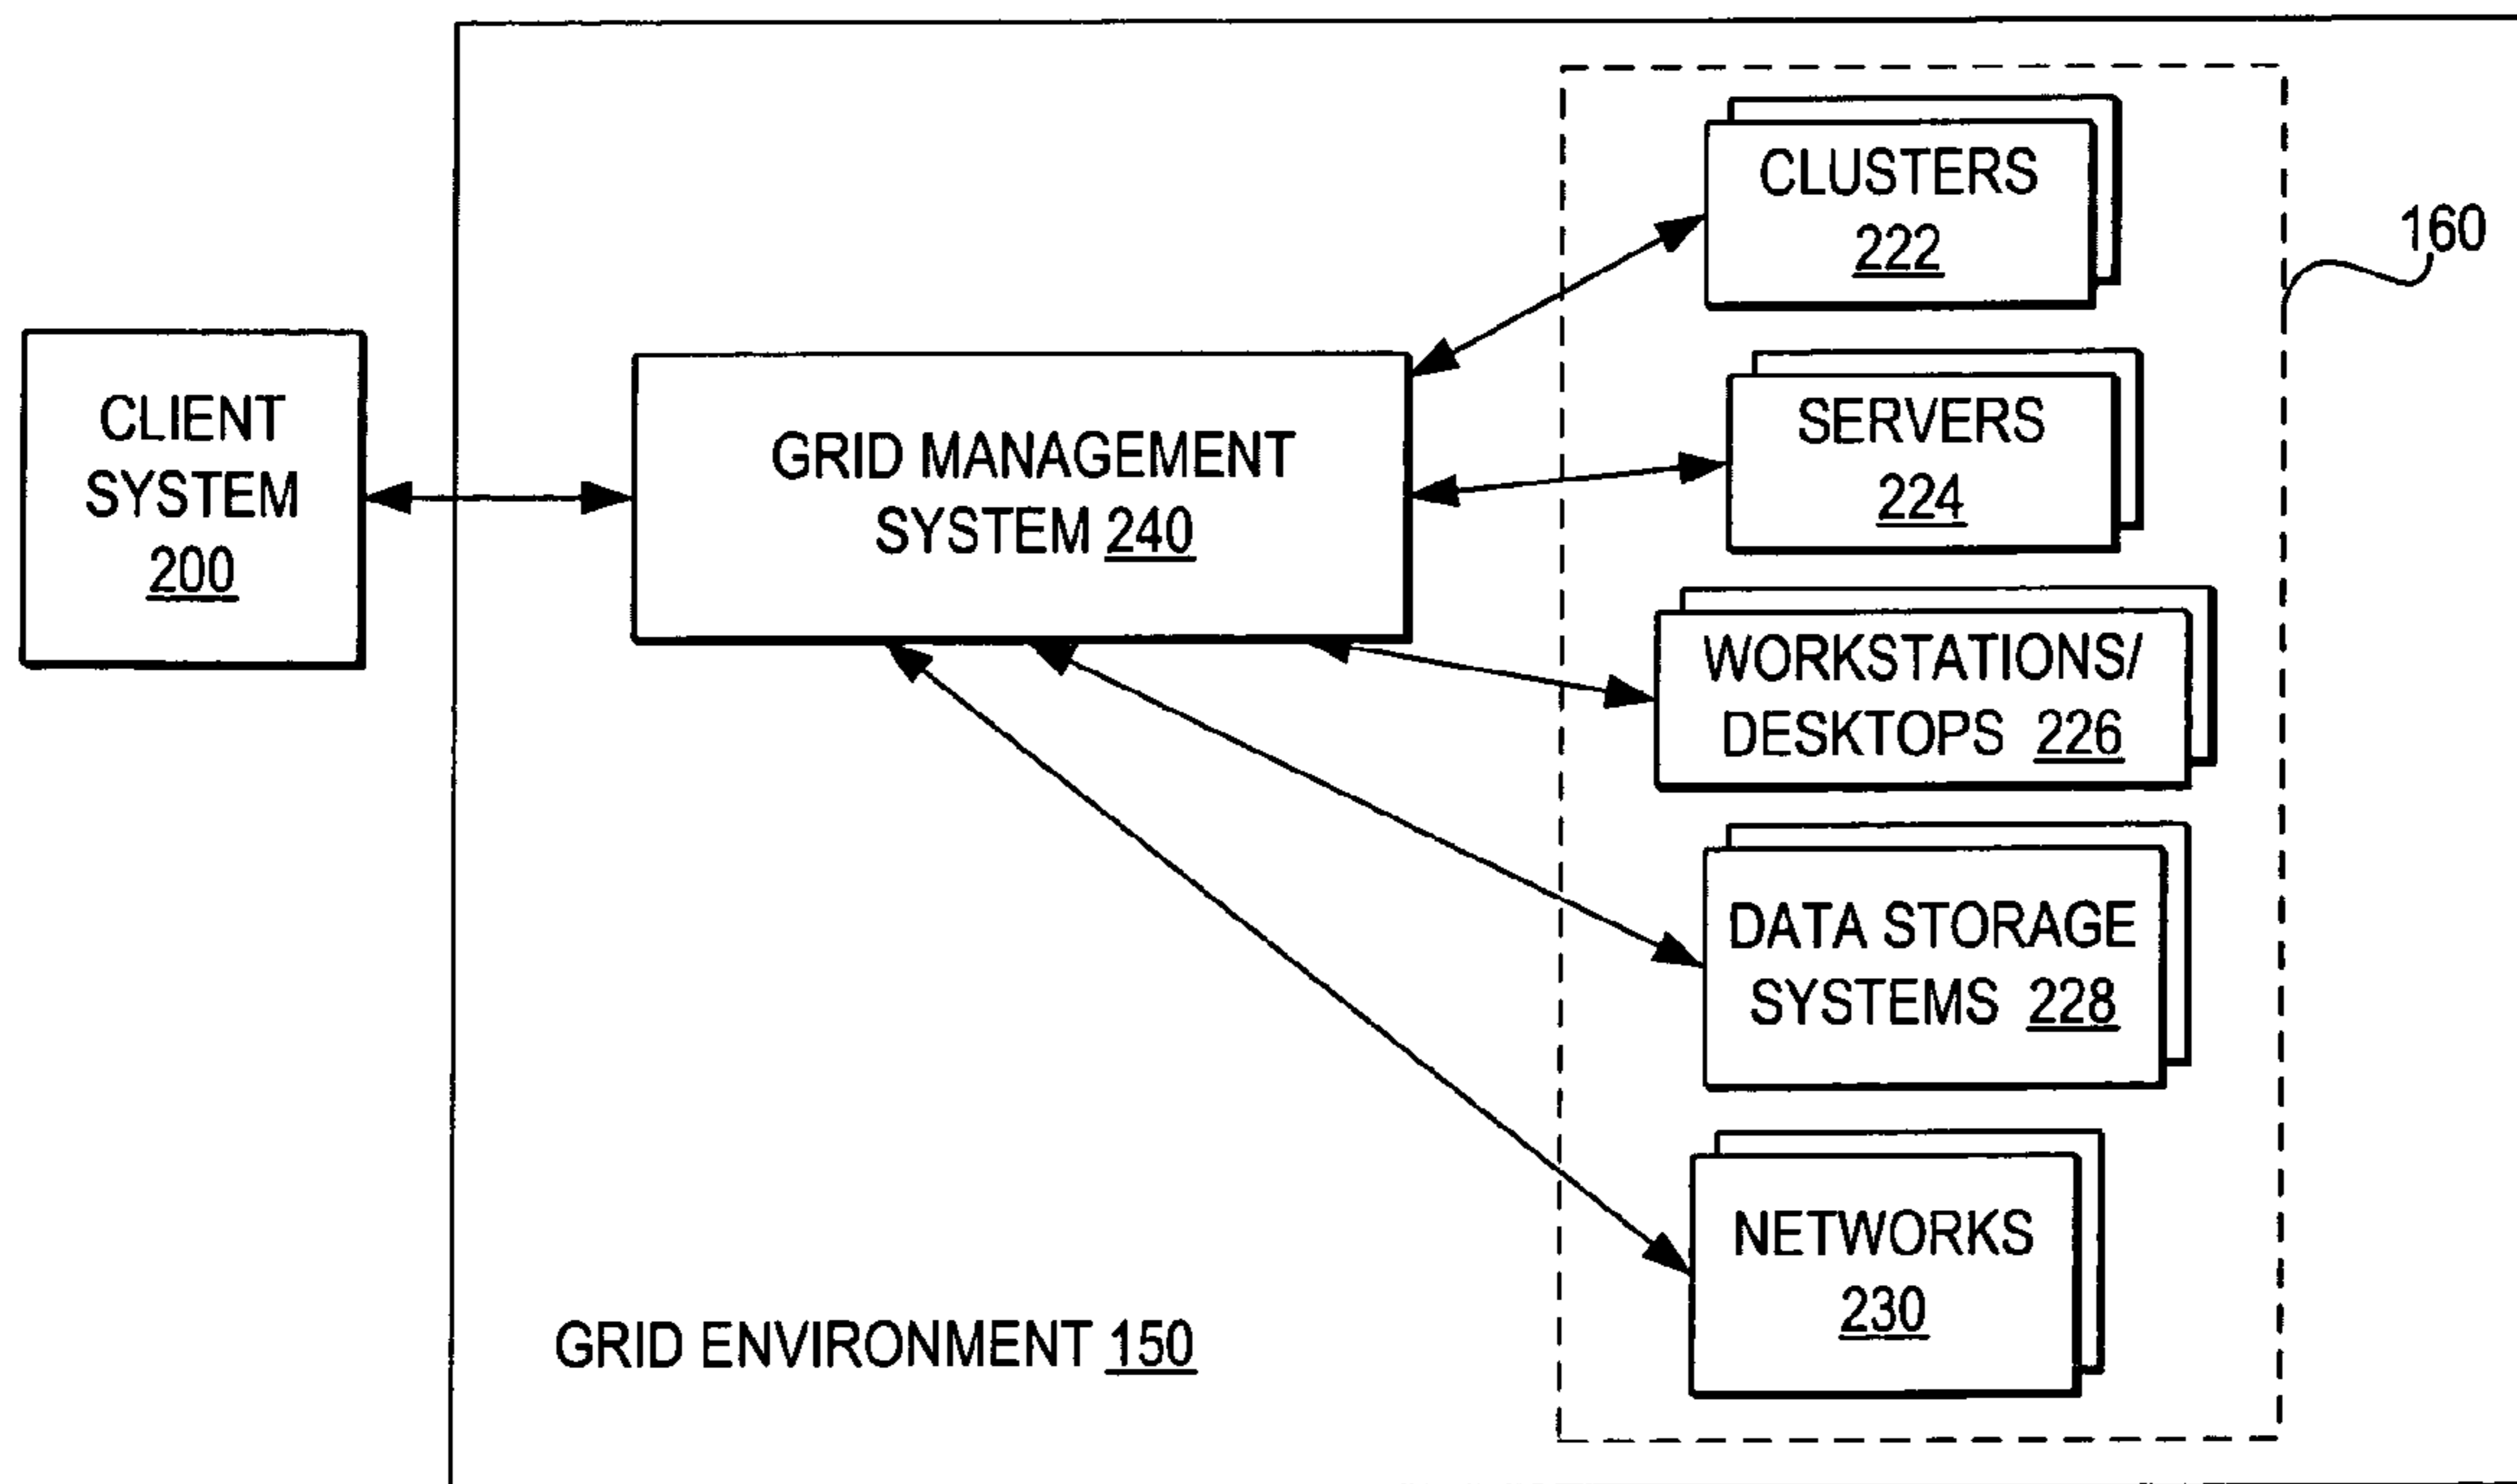 CLIENT
SYSTEM
200
GRID MANAGEMENT
SYSTEM 240
CLUSTERS
222
SERVERS
224
WORKSTATIONS/
DESKTOPS 226
DATA STORAGE
SYSTEMS 228
NETWORKS
230
160
GRID ENVIRONMENT 150